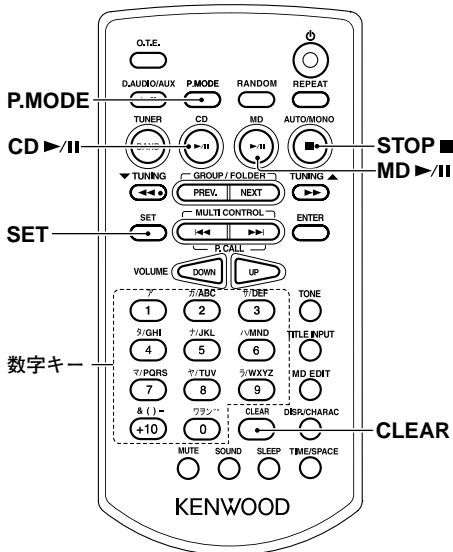 O.T.E.
D.AUDIO/AUX P.MODE RANDOM REPEAT
P.MODE
TUNER CD MD AUTO/MONO
BAND ►/II ►/II ■
CD ►/II
STOP ■
MD ►/II
▼ TUNING GROUP / FOLDER TUNING ▲
◄◄ PREV. NEXT ►►
SET MULTI CONTROL ENTER
SET
I◄◄ ►►I
P.CALL
VOLUME DOWN UP
ア カ/ABC サ/DEF TONE
1 2 3
タ/GHI ナ/JKL ハ/MNO TITLE INPUT
4 5 6
数字キー
マ/PQRS ヤ/TUV ラ/WXYZ MD EDIT
7 8 9
& ( ) – ワヲン゛゜ CLEAR DISP./CHARAC
+10 0
CLEAR
MUTE SOUND SLEEP TIME/SPACE
KENWOOD